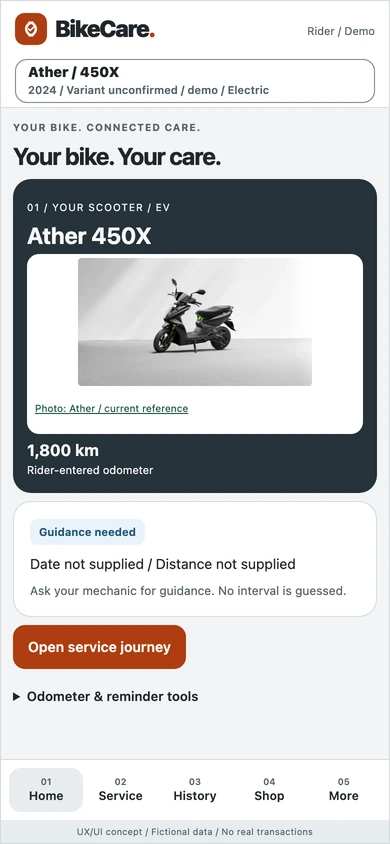 BikeCare.
Rider / Demo
Ather / 450X
2024 / Variant unconfirmed / demo / Electric
YOUR BIKE. CONNECTED CARE.
Your bike. Your care.
01 / YOUR SCOOTER / EV
Ather 450X
Photo: Ather / current reference
1,800 km
Rider-entered odometer
Guidance needed
Date not supplied / Distance not supplied
Ask your mechanic for guidance. No interval is guessed.
Open service journey
Odometer & reminder tools
01 02 03 04 05
Home Service History Shop More
UX/UI concept / Fictional data / No real transactions